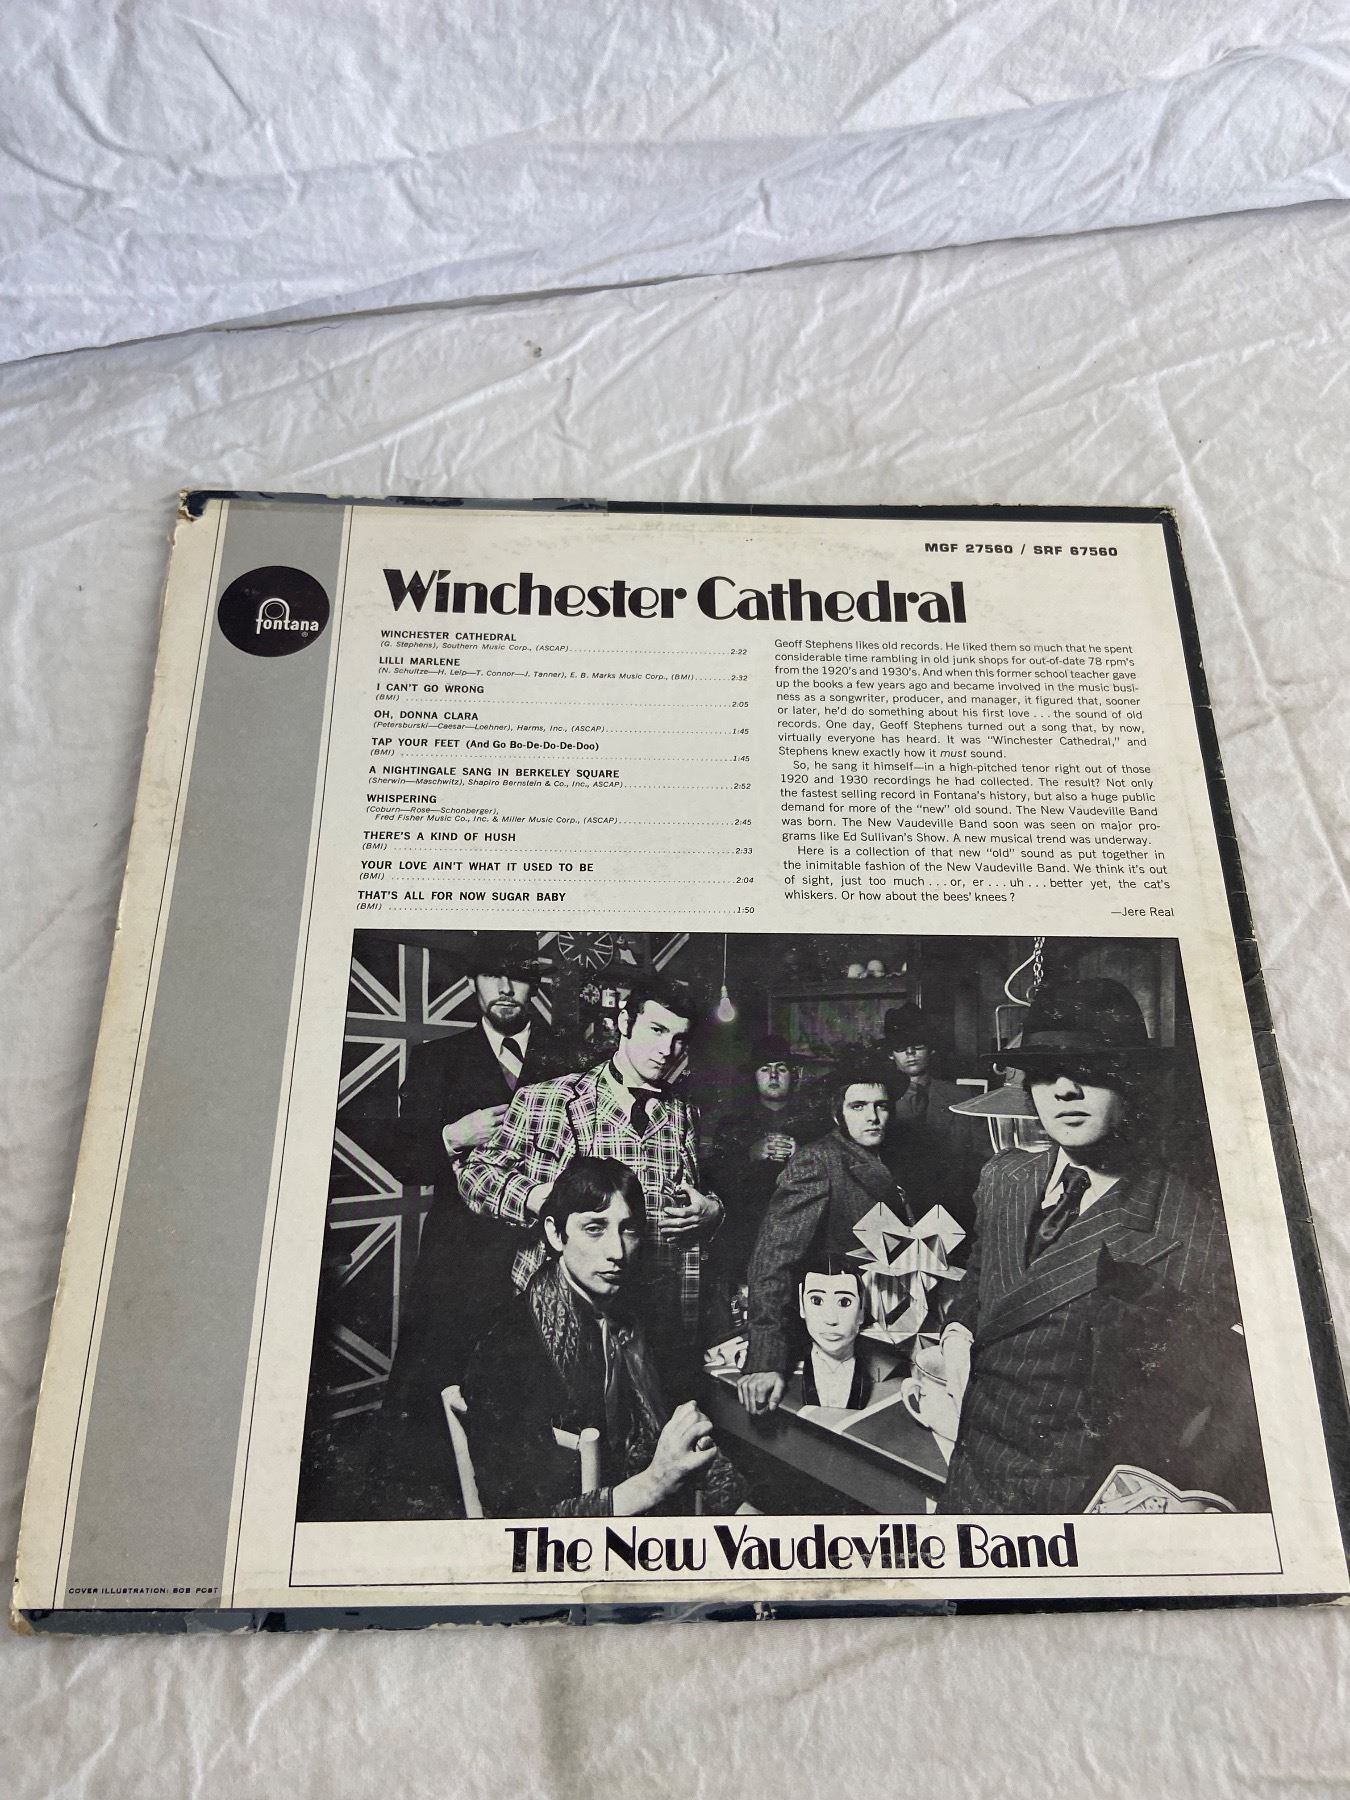 MGF 27560 / SRF 67560
fontana
®
Winchester Cathedral
WINCHESTER CATHEDRAL
(G. Stephens), Southern Music Corp., (ASCAP)..............................2:22
LILLI MARLENE
(N. Schultze—H. Leip—T. Connor—J. Tanner), E. B. Marks Music Corp., (BMI).......2:32
I CAN'T GO WRONG
(BMI) ..............................2:05
OH, DONNA CLARA
(Petersburski—Caesar—Loehner), Harms, Inc., (ASCAP)..............................1:45
TAP YOUR FEET (And Go Bo-De-Do-De-Doo)
(BMI) ..............................1:45
A NIGHTINGALE SANG IN BERKELEY SQUARE
(Sherwin—Maschwitz), Shapiro Bernstein & Co., Inc., ASCAP)..............................2:52
WHISPERING
(Coburn—Rose—Schonberger),
Fred Fisher Music Co., Inc. & Miller Music Corp., (ASCAP)..............................2:45
THERE'S A KIND OF HUSH
(BMI) ..............................2:33
YOUR LOVE AIN'T WHAT IT USED TO BE
(BMI) ..............................2:04
THAT'S ALL FOR NOW SUGAR BABY
(BMI) ..............................1:50
Geoff Stephens likes old records. He liked them so much that he spent
considerable time rambling in old junk shops for out-of-date 78 rpm's
from the 1920's and 1930's. And when this former school teacher gave
up the books a few years ago and became involved in the music busi-
ness as a songwriter, producer, and manager, it figured that, sooner
or later, he'd do something about his first love . . . the sound of old
records. One day, Geoff Stephens turned out a song that, by now,
virtually everyone has heard. It was "Winchester Cathedral," and
Stephens knew exactly how it must sound.
So, he sang it himself—in a high-pitched tenor right out of those
1920 and 1930 recordings he had collected. The result? Not only
the fastest selling record in Fontana's history, but also a huge public
demand for more of the "new" old sound. The New Vaudeville Band
was born. The New Vaudeville Band soon was seen on major pro-
grams like Ed Sullivan's Show. A new musical trend was underway.
Here is a collection of that new "old" sound as put together in
the inimitable fashion of the New Vaudeville Band. We think it's out
of sight, just too much . . . or, er . . . uh . . . better yet, the cat's
whiskers. Or how about the bees' knees?
—Jere Real
The New Vaudeville Band
COVER ILLUSTRATION: BOB POST